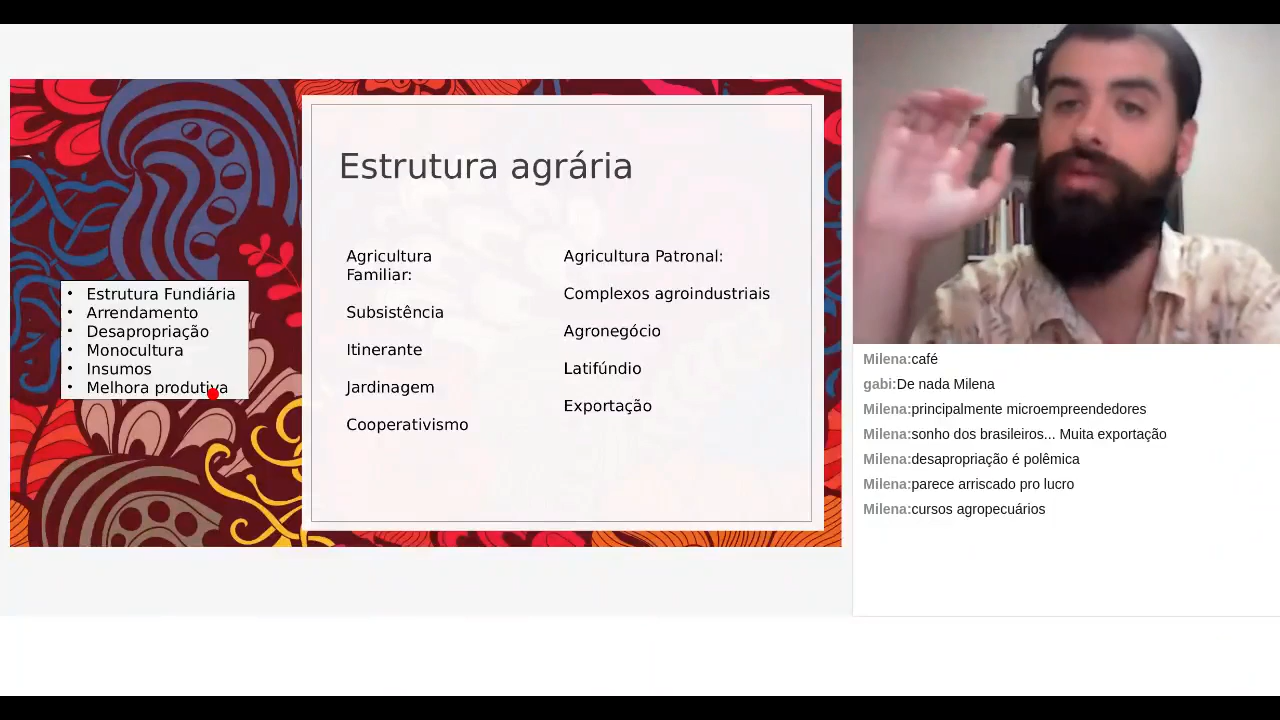 Estrutura agrária
Agricultura
Familiar:
Subsistência
Itinerante
Jardinagem
Cooperativismo
Agricultura Patronal:
Complexos agroindustriais
Agronegócio
Latifúndio
Exportação
• Estrutura Fundiária
• Arrendamento
• Desapropriação
• Monocultura
• Insumos
• Melhora produtiva
Milena:café
gabi:De nada Milena
Milena:principalmente microempreendedores
Milena:sonho dos brasileiros... Muita exportação
Milena:desapropriação é polêmica
Milena:parece arriscado pro lucro
Milena:cursos agropecuários